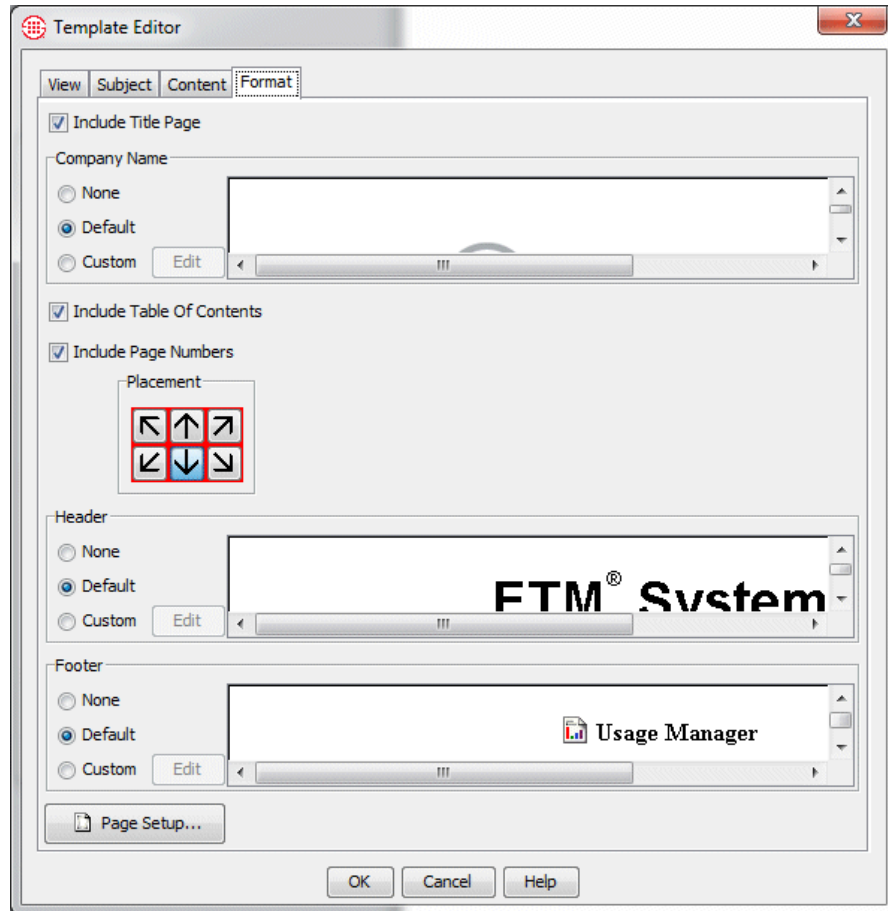 Template Editor
View Subject Content Format
Include Title Page
Company Name
None
Default
Custom Edit
Include Table Of Contents
Include Page Numbers
Placement
Header
None
Default
ETM® System
Custom Edit
Footer
None
Default
Usage Manager
Custom Edit
Page Setup...
OK Cancel Help